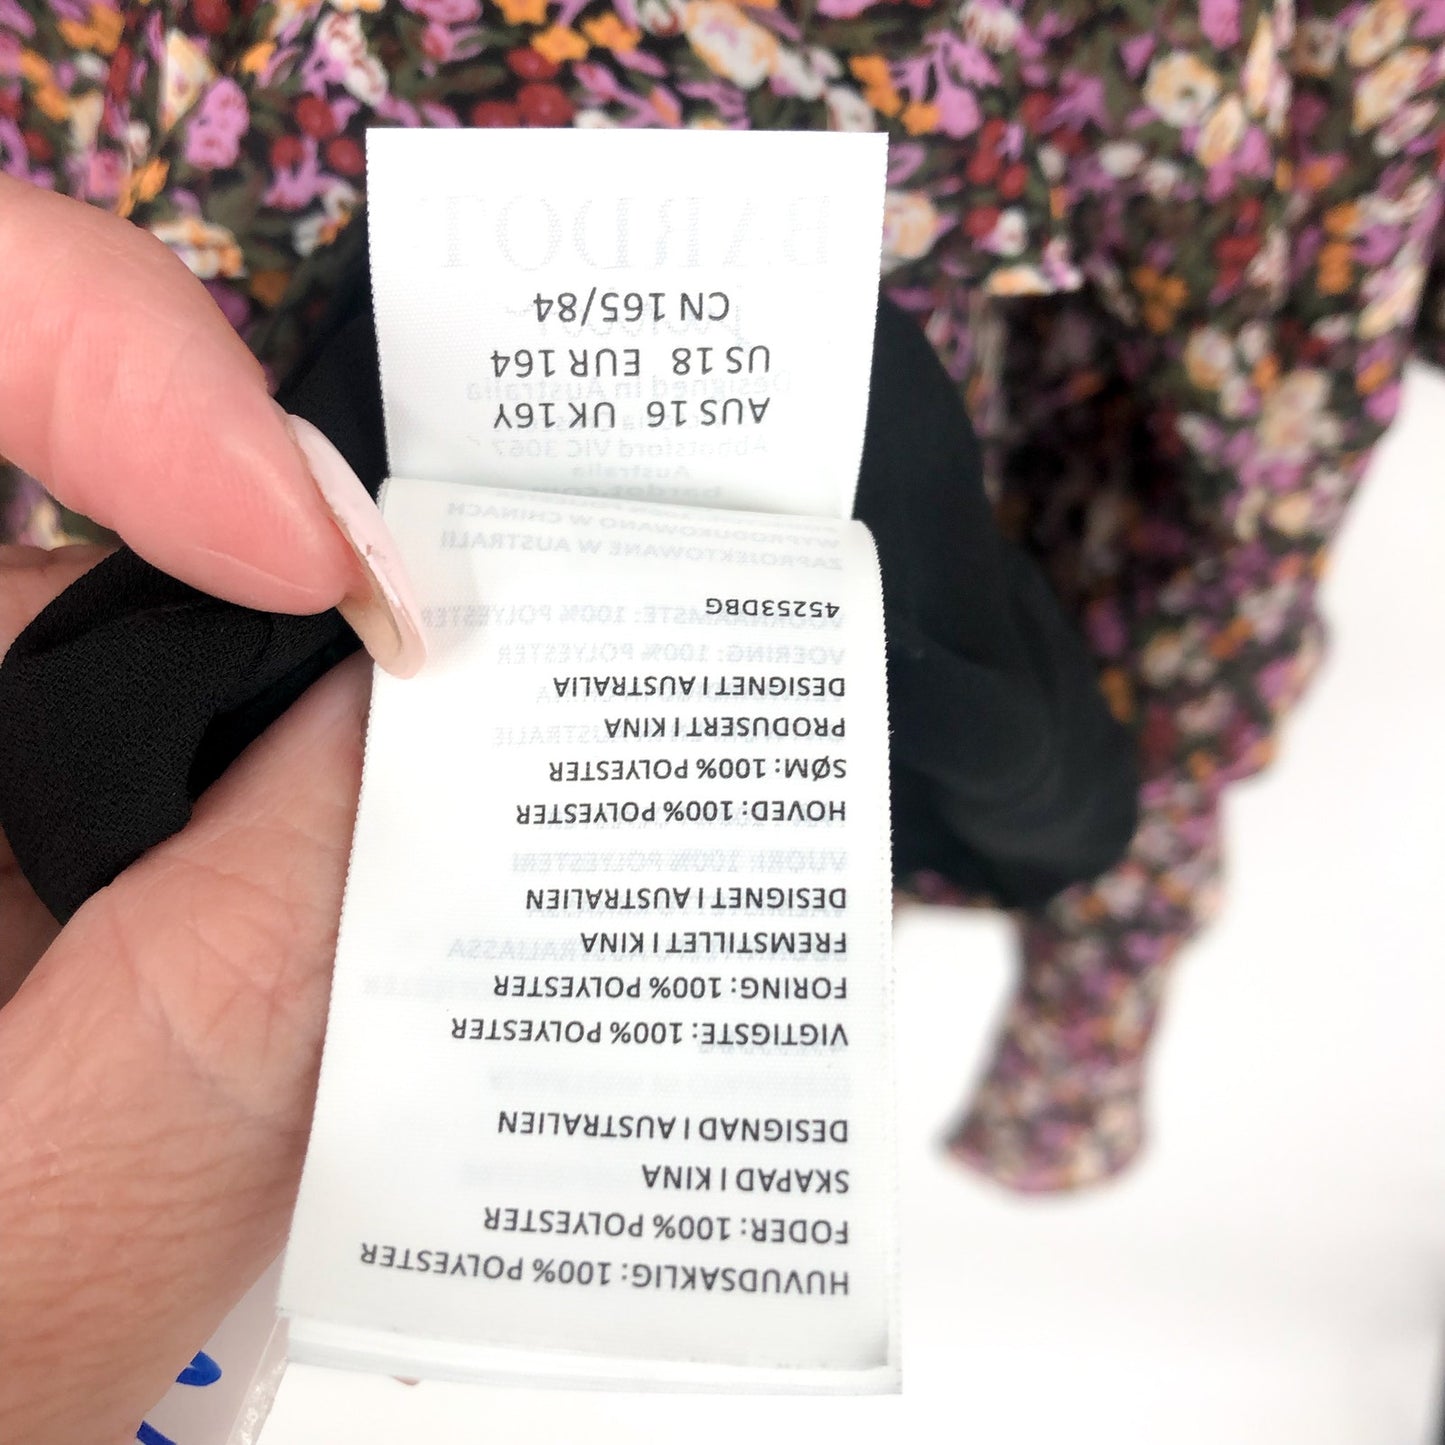 HUVUDSAKLIG: 100% POLYESTER
FODER: 100% POLYESTER
SKAPAD I KINA
DESIGNAD I AUSTRALIEN
VIGTIGSTE: 100% POLYESTER
FORING: 100% POLYESTER
FREMSTILLET I KINA
DESIGNET I AUSTRALIEN
HOVED: 100% POLYESTER
SØM: 100% POLYESTER
PRODUSERT I KINA
DESIGNET I AUSTRALIA
45253DBG
AUS 16 UK 16Y
US 18 EUR 164
CN 165/84
BARDOT
Designed in Australia
Abbotsford VIC 3067
Australia
ZAPROJEKTOWANE W AUSTRALII
WYPRODUKOWANO W CHINACH
VOERING: 100% POLYESTER